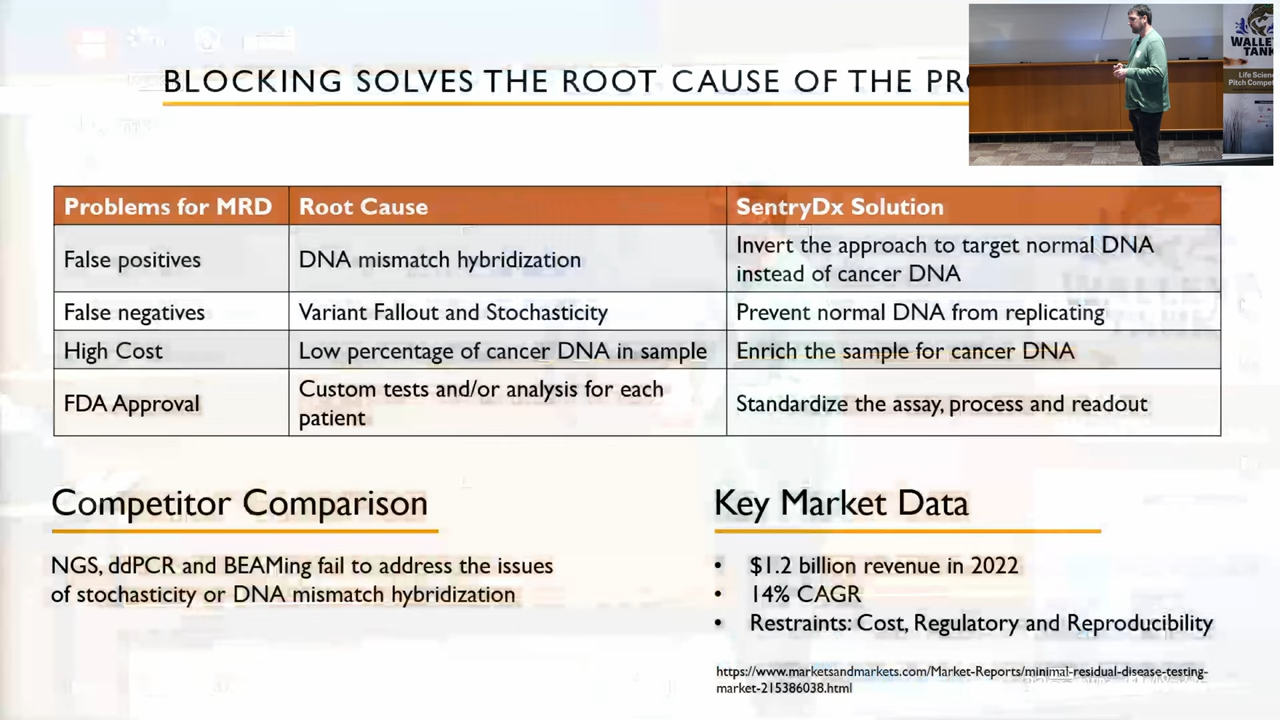 BLOCKING SOLVES THE ROOT CAUSE OF THE
WALLEY
TANK
Life Scien
Pitch Compe
Problems for MRD
Root Cause
SentryDx Solution
False positives
DNA mismatch hybridization
Invert the approach to target normal DNA
instead of cancer DNA
False negatives
Variant Fallout and Stochasticity
Prevent normal DNA from replicating
High Cost
Low percentage of cancer DNA in sample
Enrich the sample for cancer DNA
FDA Approval
Custom tests and/or analysis for each
patient
Standardize the assay, process and readout
Competitor Comparison
NGS, ddPCR and BEAMing fail to address the issues
of stochasticity or DNA mismatch hybridization
Key Market Data
• $1.2 billion revenue in 2022
• 14% CAGR
• Restraints: Cost, Regulatory and Reproducibility
https://www.marketsandmarkets.com/Market-Reports/minimal-residual-disease-testing-
market-215386038.html